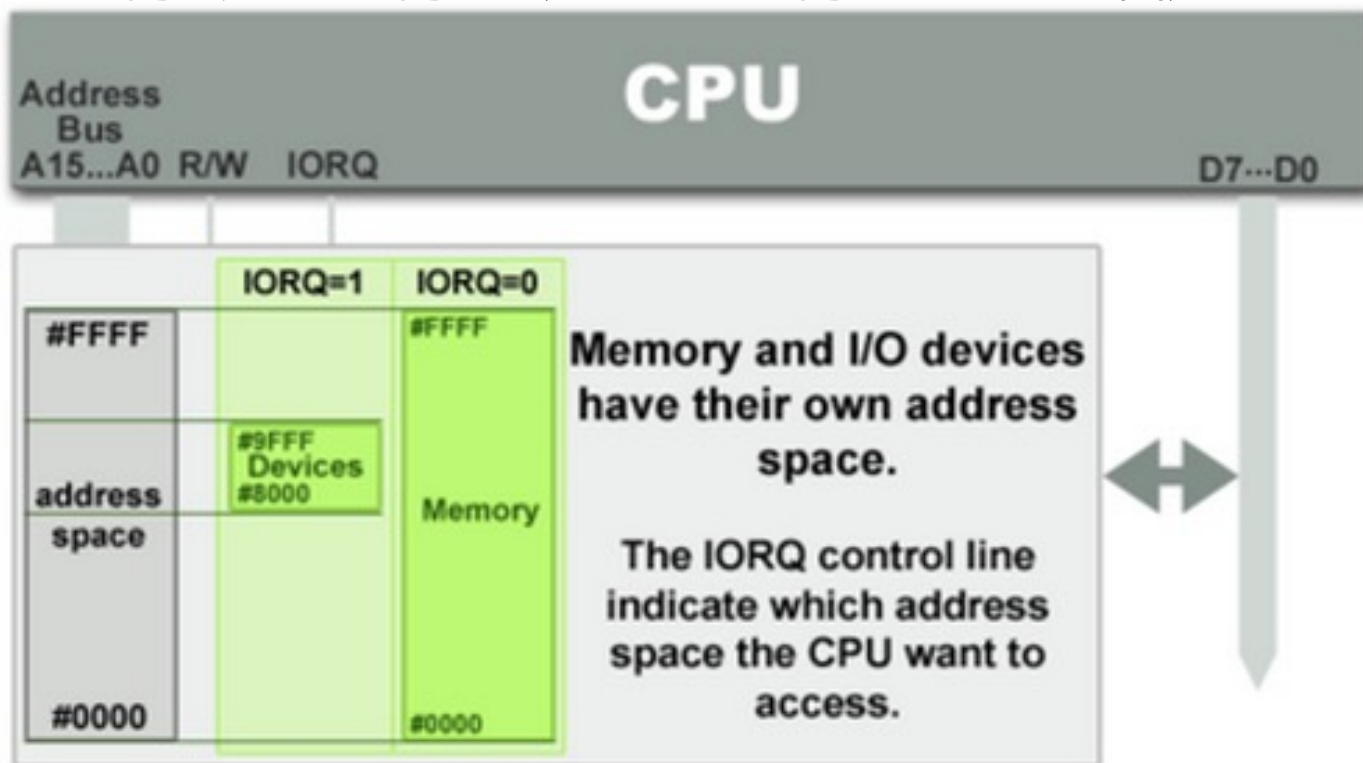 CPU
Address
Bus
A15...A0 R/W IORQ
D7...D0
IORQ=1 IORQ=0
#FFFF
#FFFF
#9FFF
Devices
#8000
address
space
Memory
#0000
#0000
Memory and I/O devices
have their own address
space.
The IORQ control line
indicate which address
space the CPU want to
access.